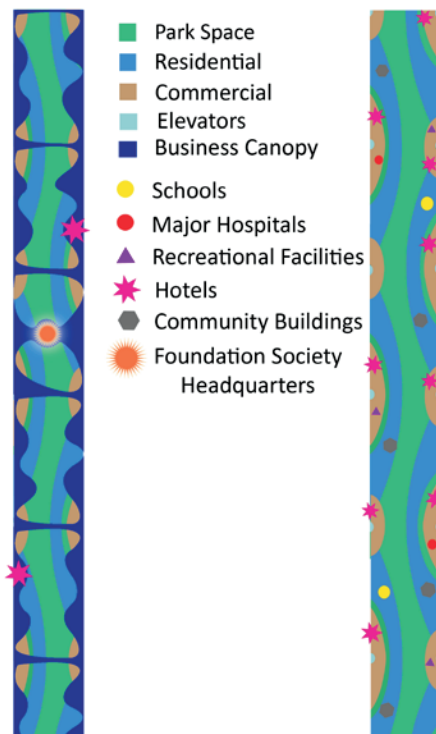 Park Space
Residential
Commercial
Elevators
Business Canopy
Schools
Major Hospitals
Recreational Facilities
Hotels
Community Buildings
Foundation Society
Headquarters